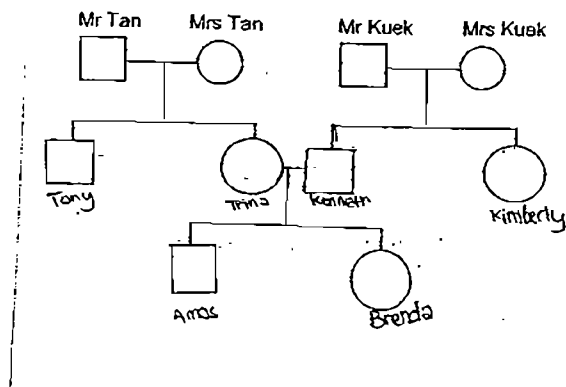 Mr Tan Mrs Tan Mr Kuek Mrs Kuek
Tony Trina Kenneth Kimberly
Amos Brenda